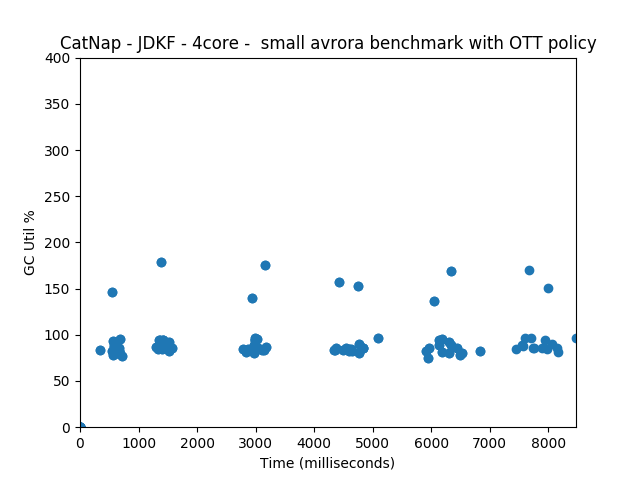 CatNap - JDKF - 4core -  small avrora benchmark with OTT policy
400
350
300
250
200
150
100
50
0
GC Util %
0 1000 2000 3000 4000 5000 6000 7000 8000
Time (milliseconds)